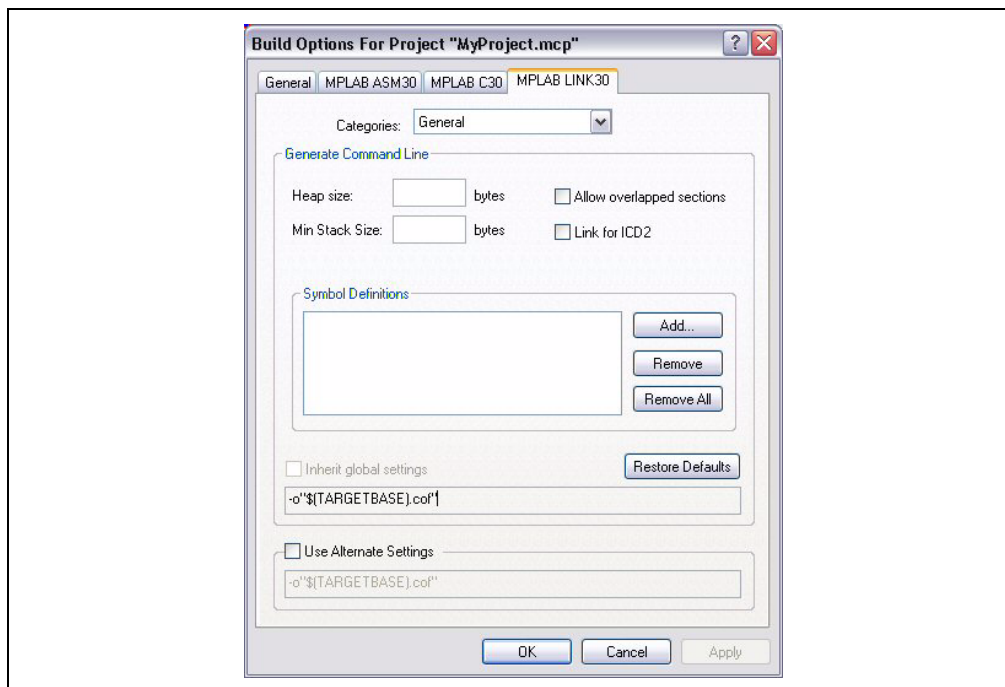 Build Options For Project "MyProject.mcp"
General MPLAB ASM30 MPLAB C30 MPLAB LINK30
Categories: General
Generate Command Line
Heap size: bytes Allow overlapped sections
Min Stack Size: bytes Link for ICD2
Symbol Definitions
Add...
Remove
Remove All
Inherit global settings Restore Defaults
-o"$(TARGETBASE).cof"
Use Alternate Settings
-o"$(TARGETBASE).cof"
OK Cancel Apply